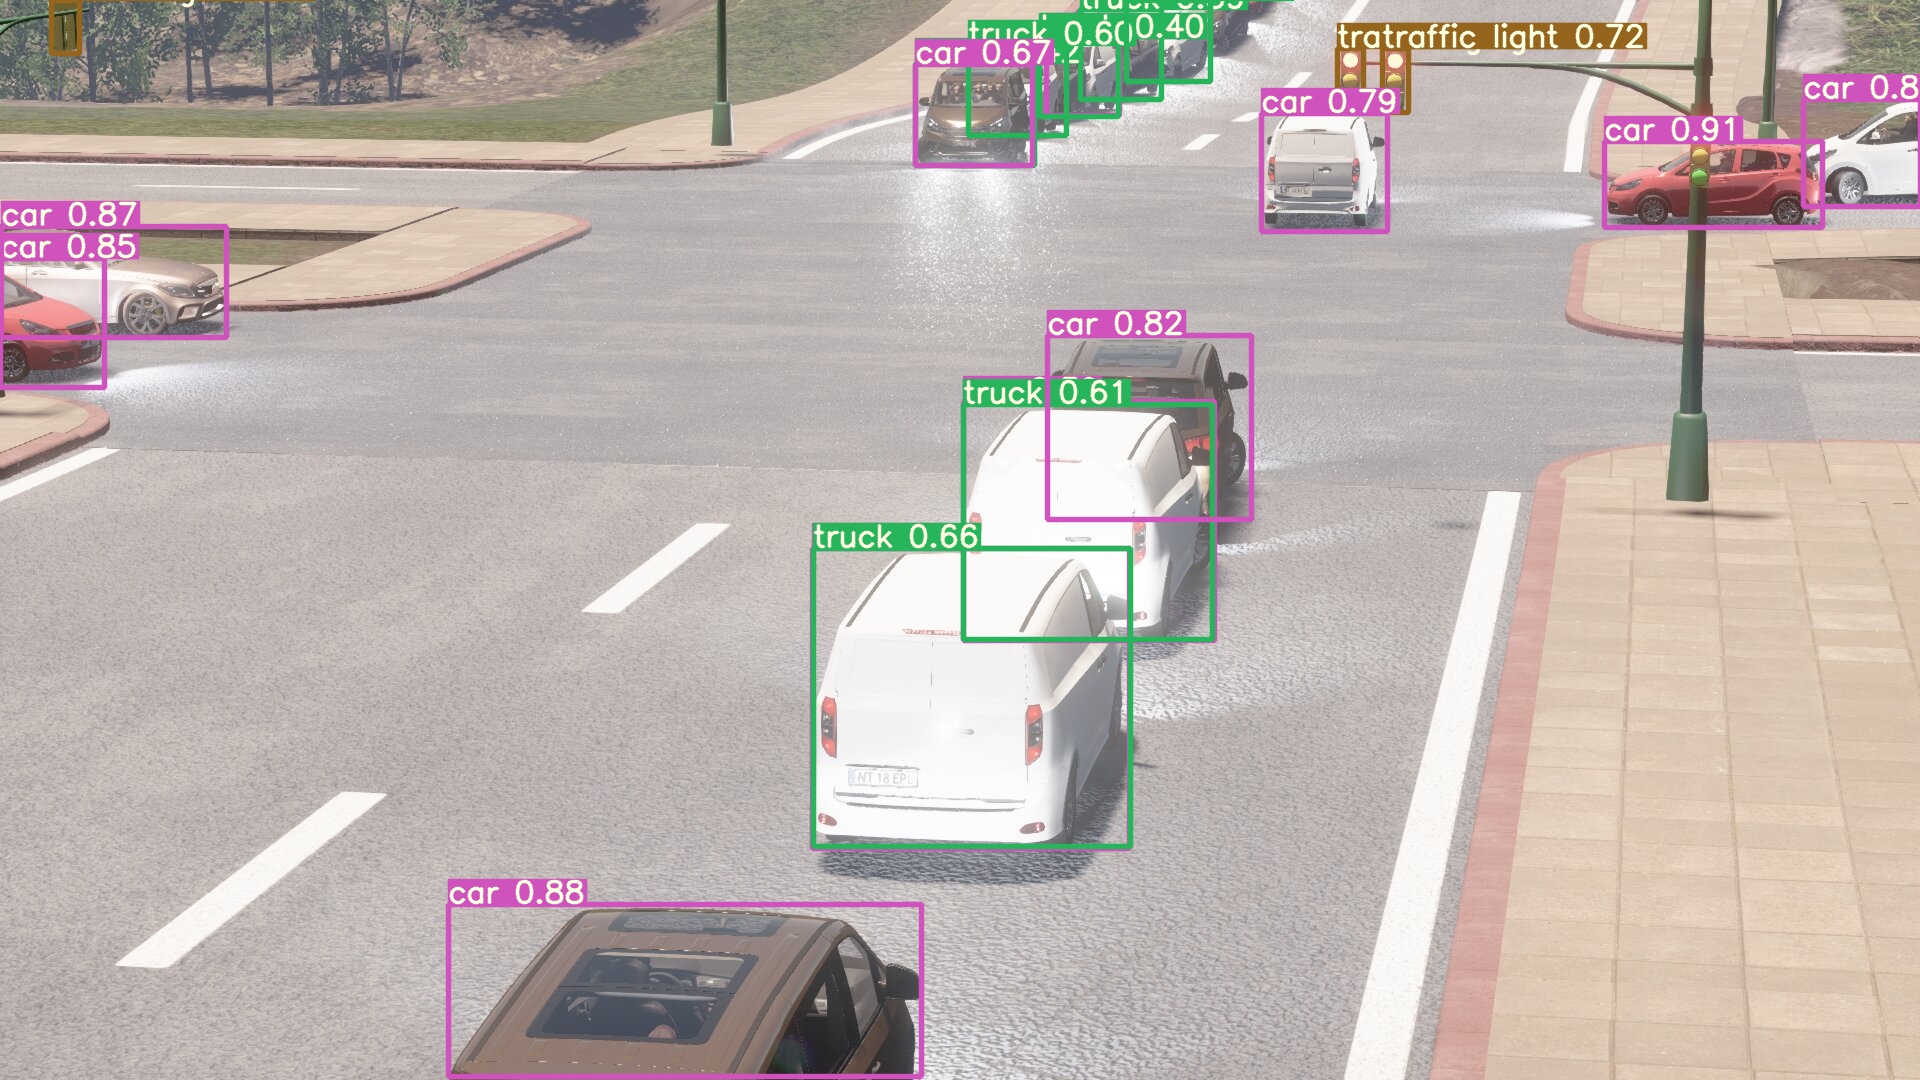 truck 0.60
0.40
car 0.67
tratraffic light 0.72
car 0.79
car 0.8
car 0.91
car 0.87
car 0.85
car 0.82
truck 0.61
truck 0.66
NT 18 EPL
car 0.88